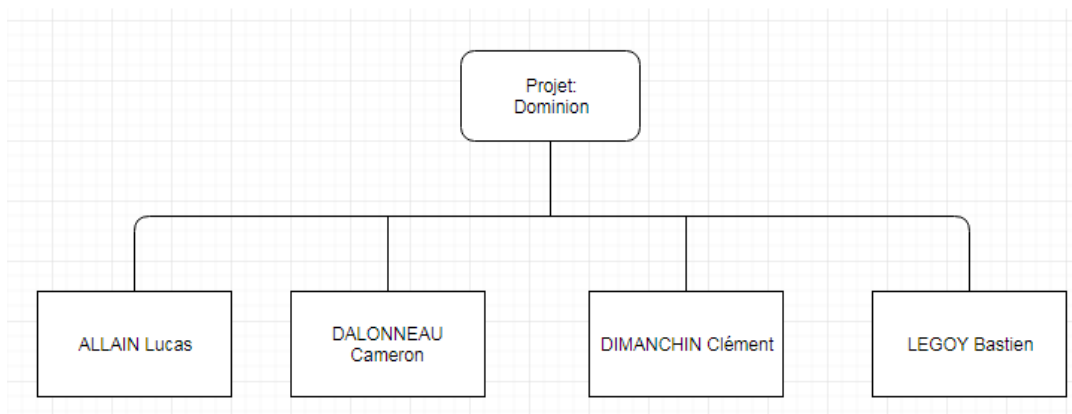 Projet:
Dominion
ALLAIN Lucas
DALONNEAU
Cameron
DIMANCHIN Clément
LEGOY Bastien